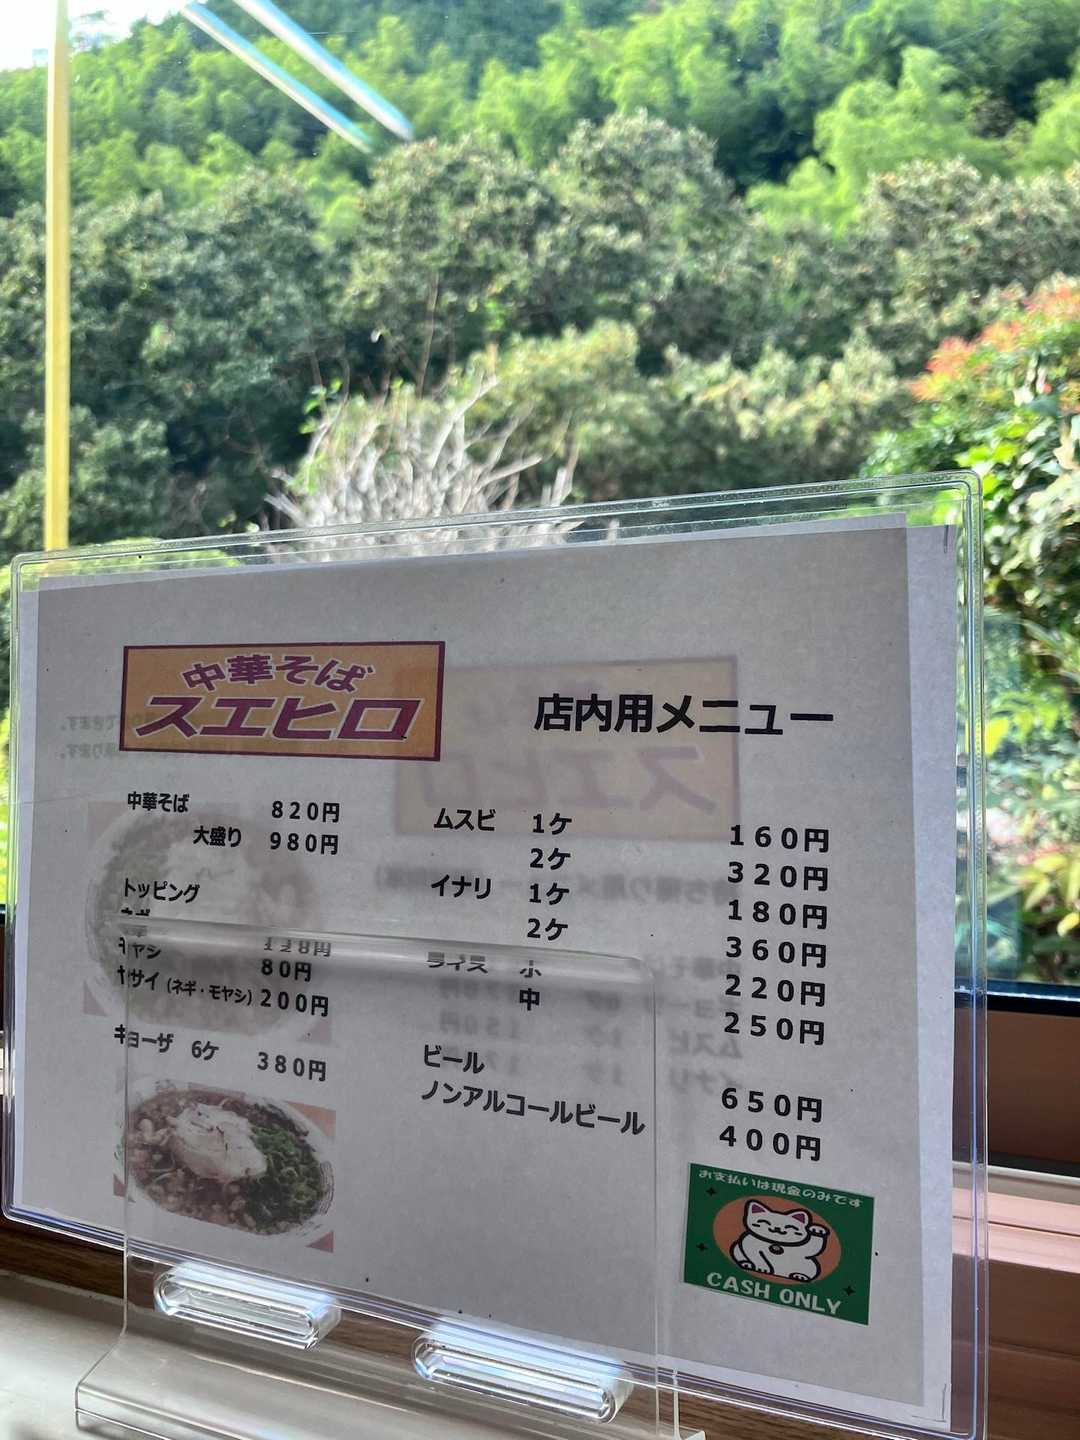 中華そば
スエヒロ
店内用メニュー
中華そば 820円
大盛り 980円
トッピング
ネギ
モヤシ 80円
ヤサイ (ネギ・モヤシ) 200円
ギョーザ 6ケ 380円
ムスビ 1ケ 160円
2ケ 320円
イナリ 1ケ 180円
2ケ 360円
ライス 小 220円
中 250円
ビール 650円
ノンアルコールビール 400円
お支払いは現金のみです
CASH ONLY